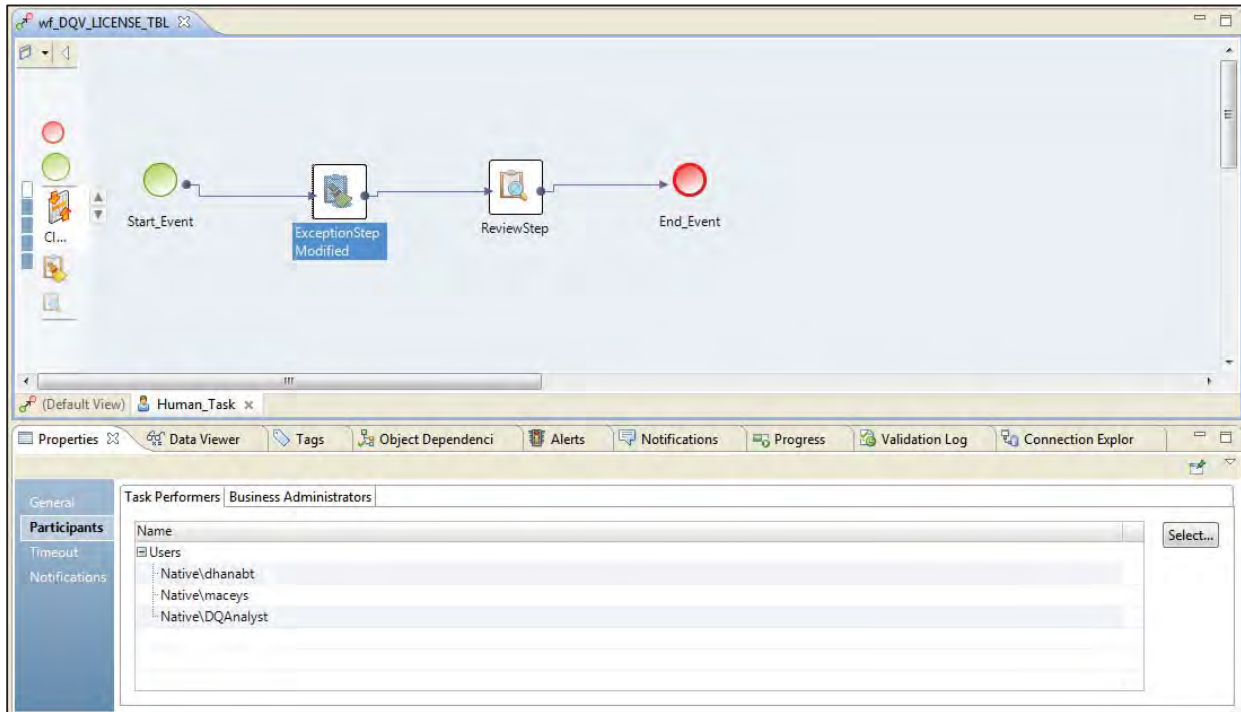 wf_DQV_LICENSE_TBL
Start_Event
ExceptionStep
Modified
ReviewStep
End_Event
Cl...
(Default View) Human_Task
Properties Data Viewer Tags Object Dependenci Alerts Notifications Progress Validation Log Connection Explor
General
Participants
Timeout
Notifications
Task Performers Business Administrators
Name
Select...
Users
Native\dhanabt
Native\maceys
Native\DQAnalyst